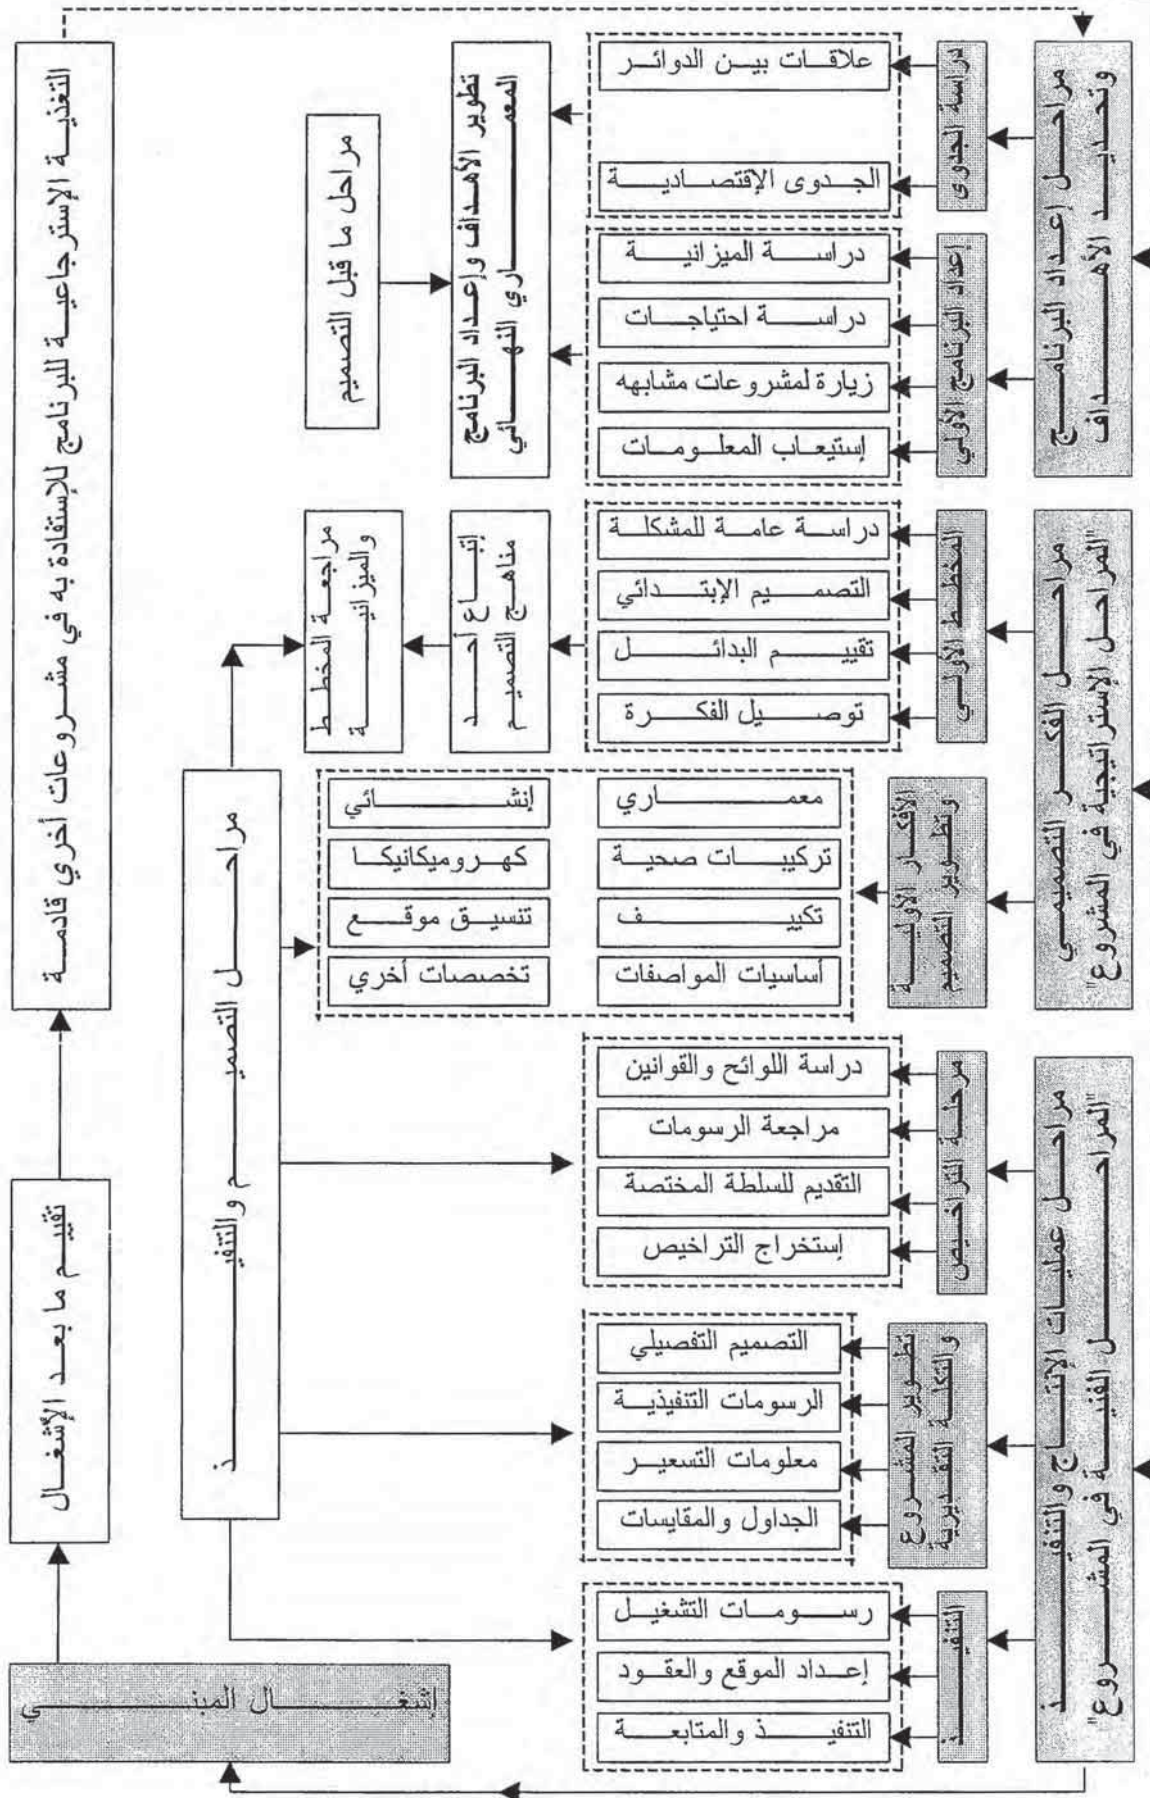 مراحل إعداد البرنامج
وتحديد الأهداف
دراسة الجدوى
علاقات بين الدوائر
الجدوى الإقتصادية
إعداد البرنامج الأولي
دراسة الميزانية
دراسة احتياجات
زيارة لمشروعات مشابهه
إستيعاب المعلومات
تطوير الأهداف وإعداد البرنامج
المعماري النهائي
مراحل ما قبل التصميم
مراحل الفكر التصميمي
"المراحل الإستراتيجية في المشروع"
المخطط الأولي
دراسة عامة للمشكلة
التصميم الإبتدائي
تقييم البدائل
توصيل الفكرة
إتباع أحد
مناهج التصميم
مراجعة المخطط
والميزانية
الأفكار الأولية
وتطوير التصميم
معماري
إنشائي
تركيبات صحية
كهروميكانيكا
تكييف
تنسيق موقع
أساسيات المواصفات
تخصصات أخري
مراحل عمليات الإنتاج والتنفيذ
"المراحل الفنية في المشروع"
مرحلة التراخيص
دراسة اللوائح والقوانين
مراجعة الرسومات
التقديم للسلطة المختصة
إستخراج التراخيص
تطوير المشروع
والتكلة التقديرية
التصميم التفصيلي
الرسومات التنفيذية
معلومات التسعير
الجداول والمقايسات
التنفيذ
رسومات التشغيل
إعداد الموقع والعقود
التنفيذ والمتابعة
مراحل التصميم والتنفيذ
إشغال المبني
تقييم ما بعد الأشغال
التغذية الإسترجاعية للبرنامج للإستفادة به في مشروعات أخري قادمة